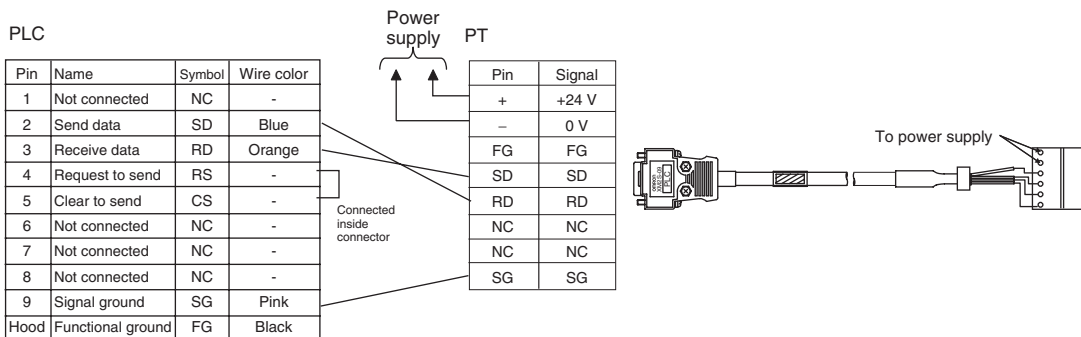 Power
supply
PLC
PT
Pin Name Symbol Wire color
1 Not connected NC -
2 Send data SD Blue
3 Receive data RD Orange
4 Request to send RS -
5 Clear to send CS -
6 Not connected NC -
7 Not connected NC -
8 Not connected NC -
9 Signal ground SG Pink
Hood Functional ground FG Black
Connected
inside
connector
Pin Signal
+ +24 V
− 0 V
FG FG
SD SD
RD RD
NC NC
NC NC
SG SG
To power supply
omron
PLC